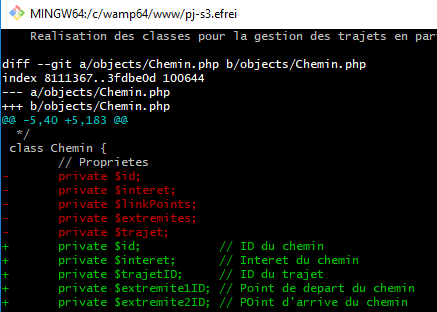 MINGW64:/c/wamp64/www/pj-s3.efrei
Realisation des classes pour la gestion des trajets en par
diff --git a/objects/Chemin.php b/objects/Chemin.php
index 8111367..3fdbe0d 100644
--- a/objects/Chemin.php
+++ b/objects/Chemin.php
@@ -5,40 +5,183 @@
 */
 class Chemin {
        // Proprietes
-       private $id;
-       private $interet;
-       private $linkPoints;
-       private $extremites;
-       private $trajet;
+       private $id;           // ID du chemin
+       private $interet;      // Interet du chemin
+       private $trajetID;     // ID du trajet
+       private $extremite1ID; // Point de depart du chemin
+       private $extremite2ID; // POint d'arrive du chemin